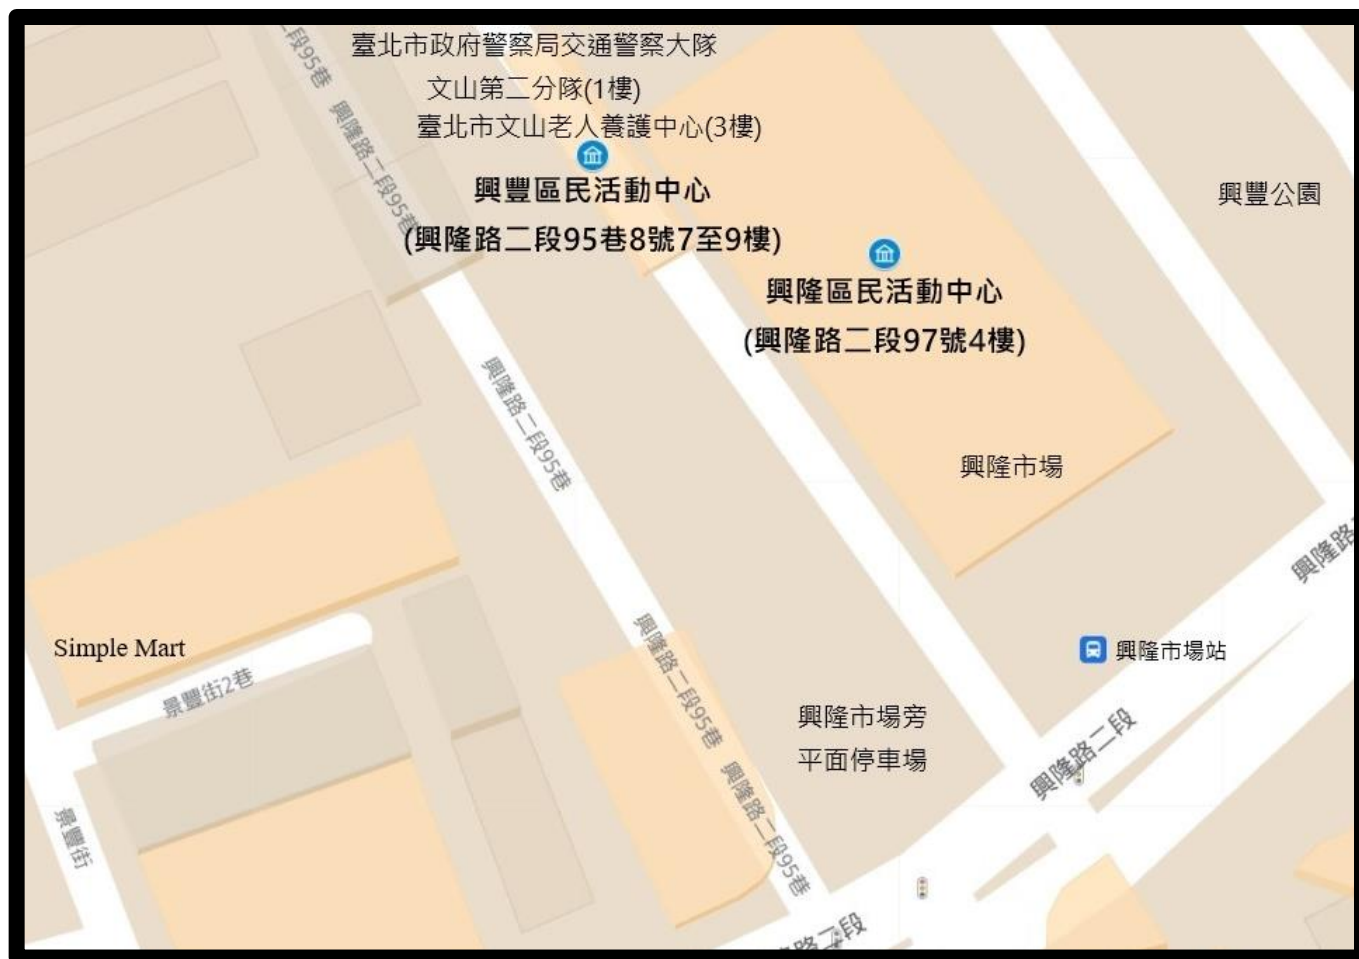 臺北市政府警察局交通警察大隊
文山第二分隊(1樓)
臺北市文山老人養護中心(3樓)
興豐區民活動中心
(興隆路二段95巷8號7至9樓)
興隆區民活動中心
(興隆路二段97號4樓)
興豐公園
段95巷
興隆路二段95巷
興隆路二段95巷
興隆市場
興隆路
Simple Mart
景豐街2巷
興隆路二段95巷
興隆市場站
興隆市場旁
平面停車場
興隆路二段
興隆路二段95巷
景豐街
路二段